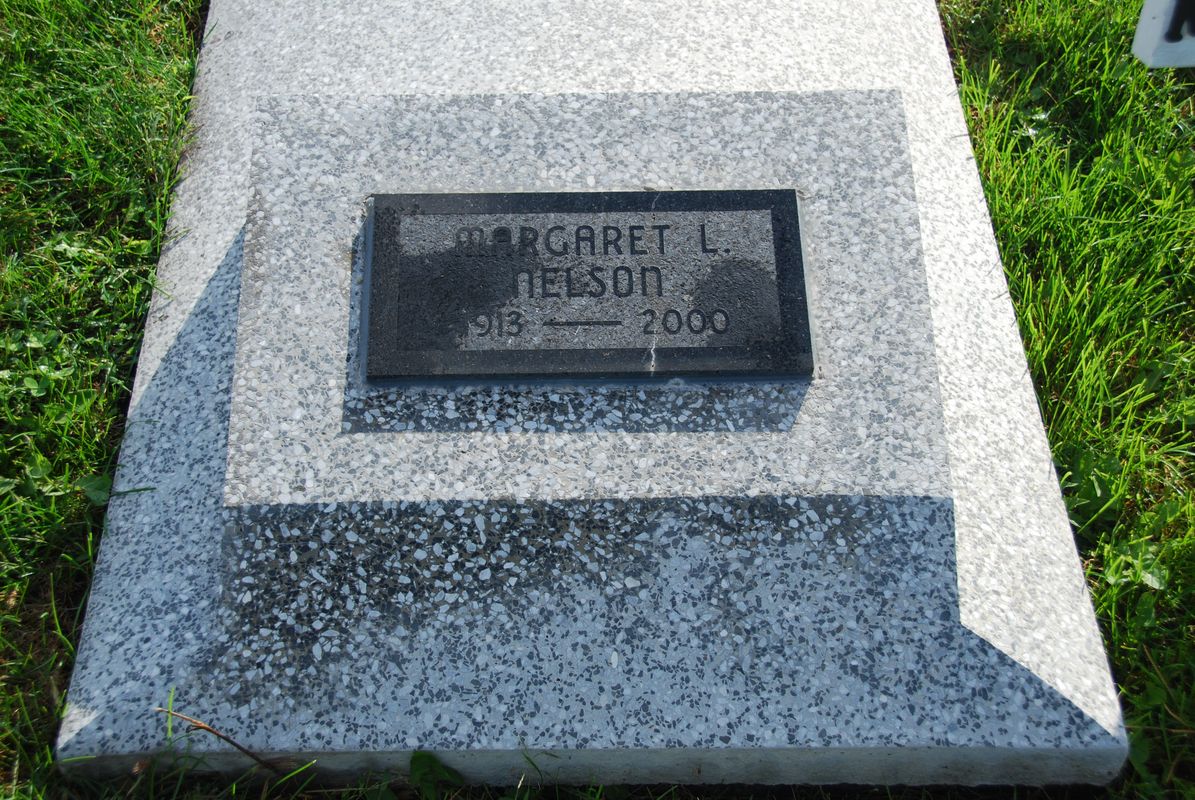 MARGARET L.
NELSON
1913 — 2000